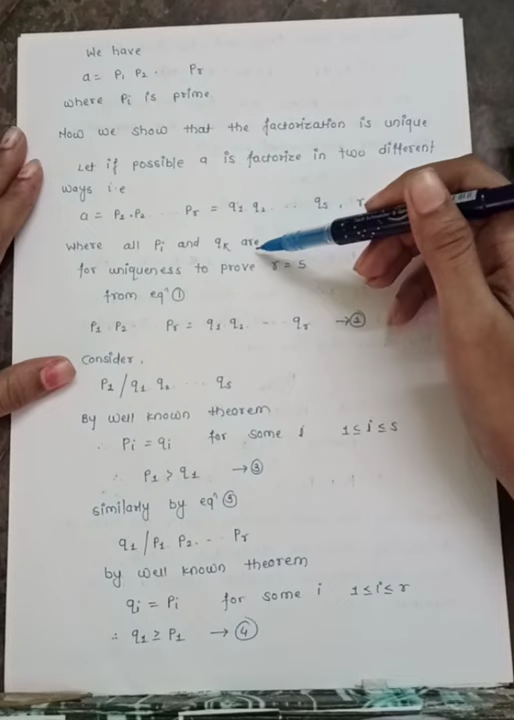 We have
a = P1 P2 . . Pr
where Pi is prime.
Now we show that the factorization is unique
Let if possible a is factorize in two different
ways i.e
a = P1 . P2 . . . Pr = q1 q2 . . . qs ,
where all Pi and qk are
for uniqueness to prove r = s
from eqn ①
P1 P2 . . . Pr = q1 q2 . . . qr →②
Consider .
P1 / q1 q2 . . . qs
By well known theorem
∴ Pi = qi for some i 1 ≤ i ≤ s
∴ P1 ≥ q1 →③
similarly by eqn
q1 / P1 P2 . . . Pr
by well known theorem
qi = Pi for some i 1 ≤ i ≤ r
∴ q1 ≥ P1 → ④